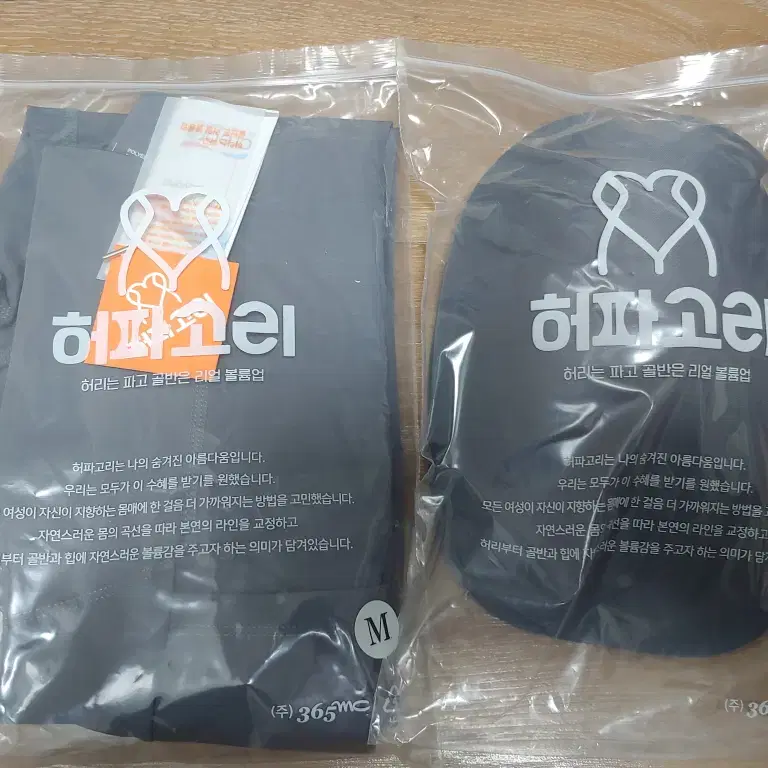 허파고리
허리는 파고 골반은 리얼 볼륨업
허파고리는 나의 숨겨진 아름다움입니다.
우리는 모두가 이 수혜를 받기를 원했습니다.
여성이 자신이 지향하는 몸매에 한 걸음 더 가까워지는 방법을 고민했습니다.
자연스러운 몸의 곡선을 따라 본연의 라인을 교정하고
부터 골반과 힙에 자연스러운 볼륨감을 주고자 하는 의미가 담겨있습니다.
M
(주) 365mc
허파고리
허리는 파고 골반은 리얼 볼륨업
허파고리는 나의 숨겨진 아름다움입니다.
우리는 모두가 이 수혜를 받기를 원했습니다.
모든 여성이 자신이 지향하는 몸매에 한 걸음 더 가까워지는 방법을 고
자연스러운 몸의 곡선을 따라 본연의 라인을 교정하고
허리부터 골반과 힙에 자연스러운 볼륨감을 주고자 하는 의미가 담겨
(주) 36